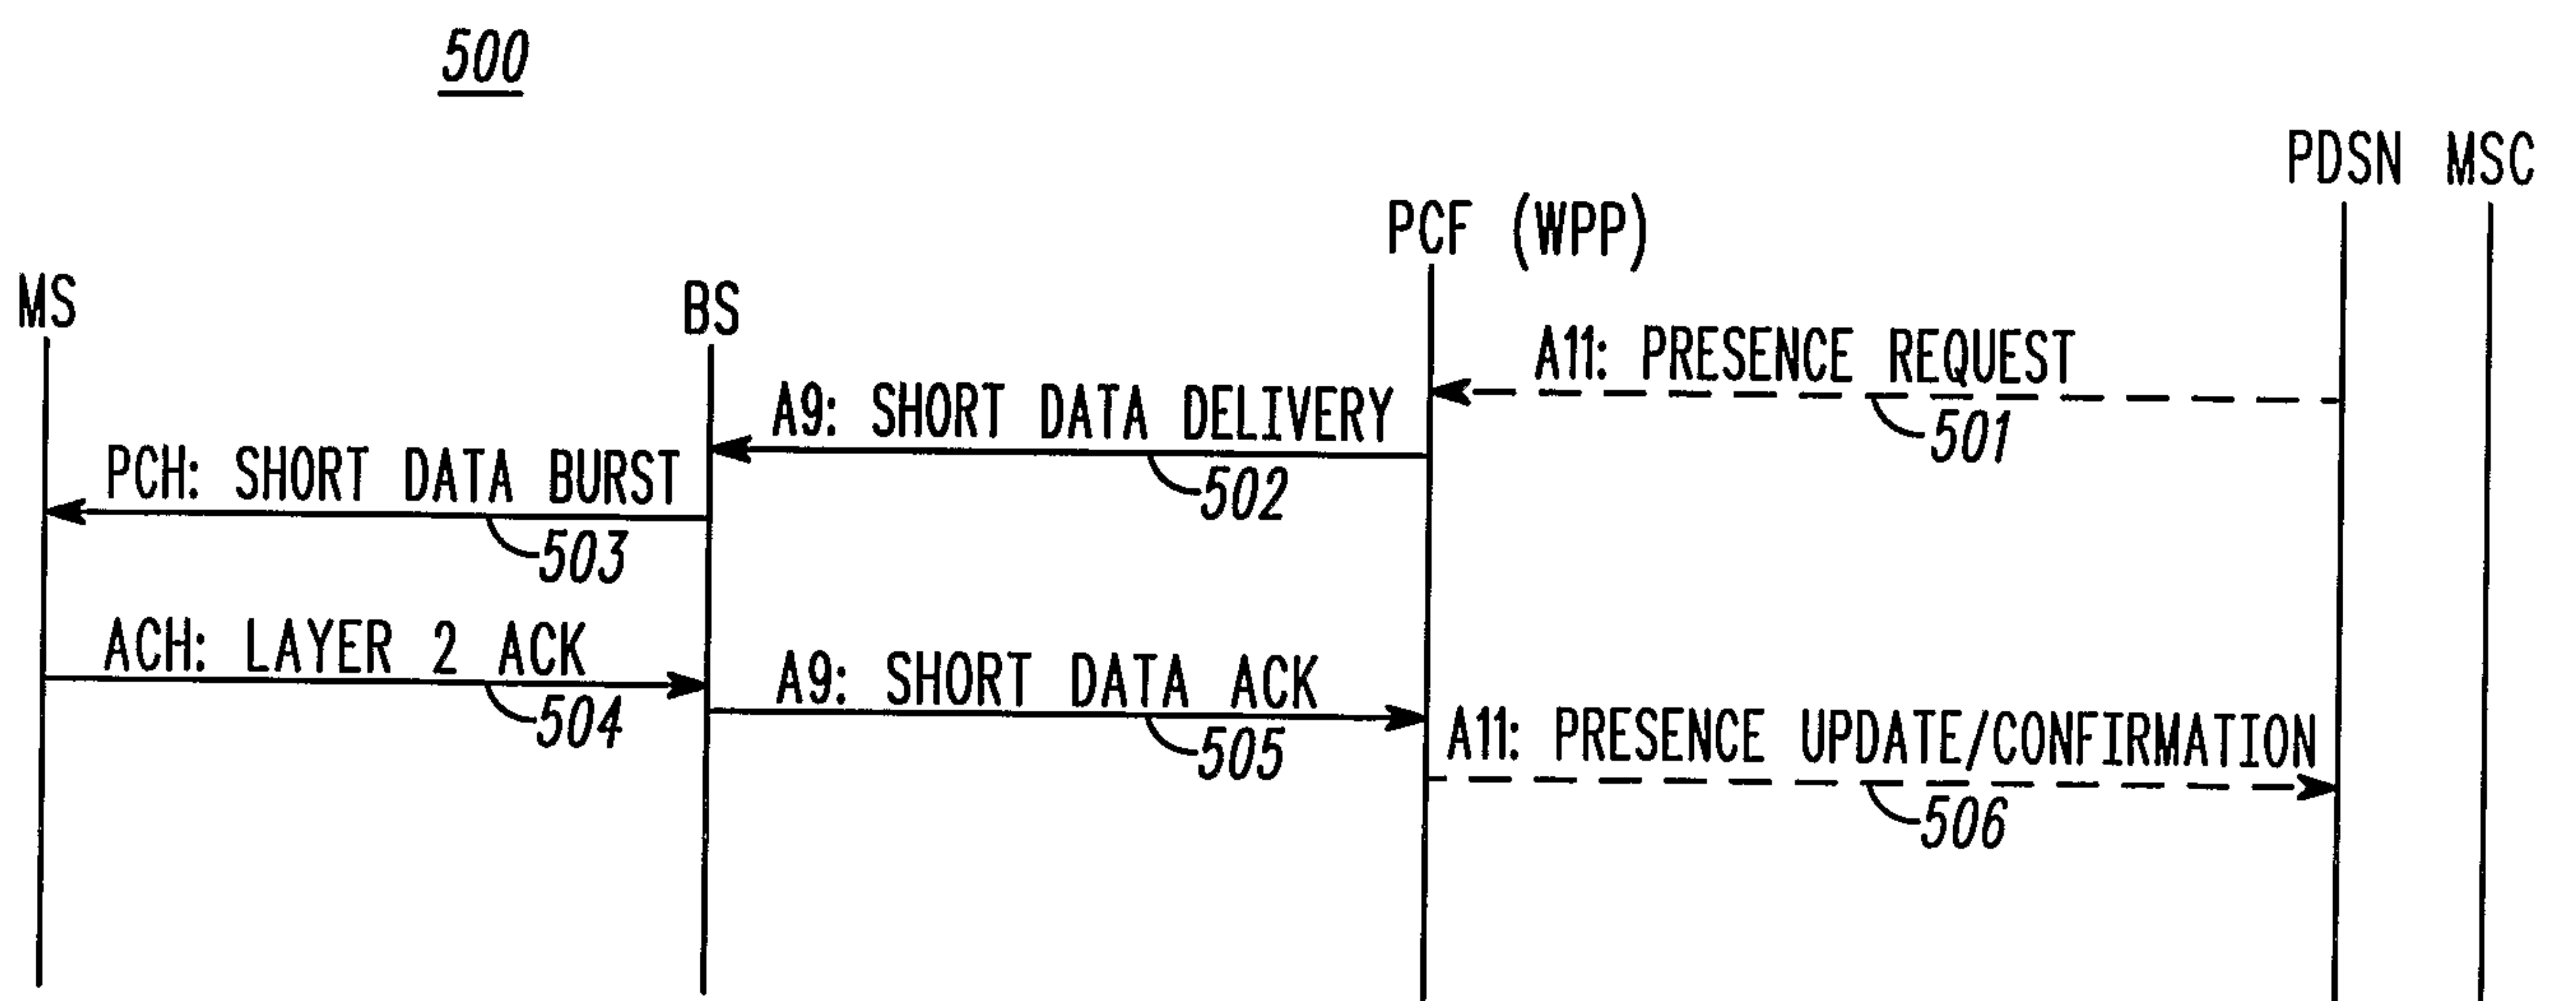 500
PDSN MSC
PCF (WPP)
MS
BS
A11: PRESENCE REQUEST
501
A9: SHORT DATA DELIVERY
502
PCH: SHORT DATA BURST
503
ACH: LAYER 2 ACK
504
A9: SHORT DATA ACK
505
A11: PRESENCE UPDATE/CONFIRMATION
506